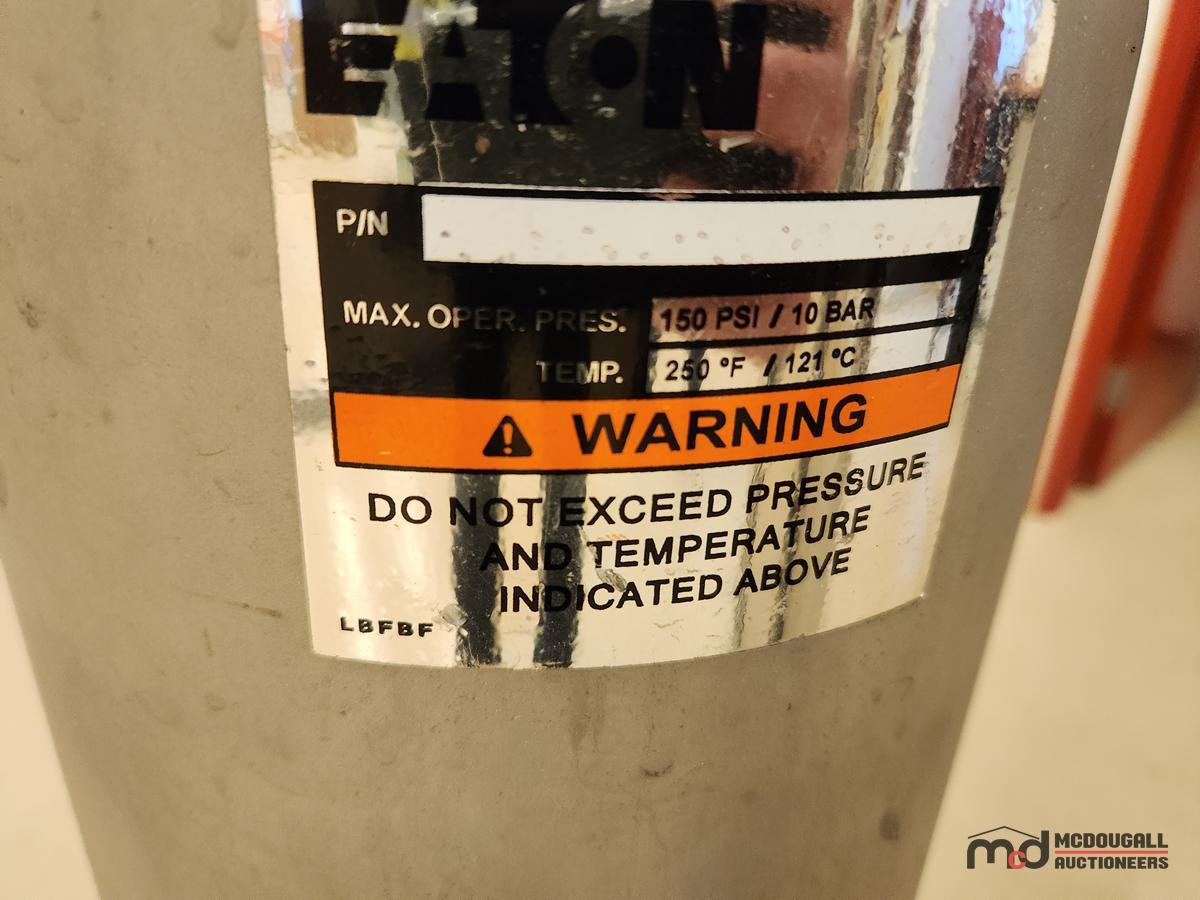 EATON
P/N
MAX. OPER. PRES. 150 PSI / 10 BAR
TEMP. 250 °F / 121 °C
WARNING
DO NOT EXCEED PRESSURE
AND TEMPERATURE
INDICATED ABOVE
LBFBF
mcd MCDOUGALL
AUCTIONEERS